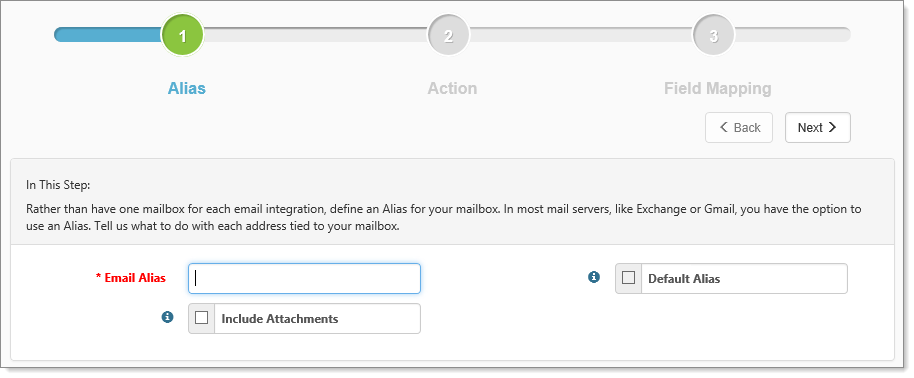 1 2 3
Alias Action Field Mapping
Back Next
In This Step:
Rather than have one mailbox for each email integration, define an Alias for your mailbox. In most mail servers, like Exchange or Gmail, you have the option to
use an Alias. Tell us what to do with each address tied to your mailbox.
* Email Alias Default Alias
Include Attachments